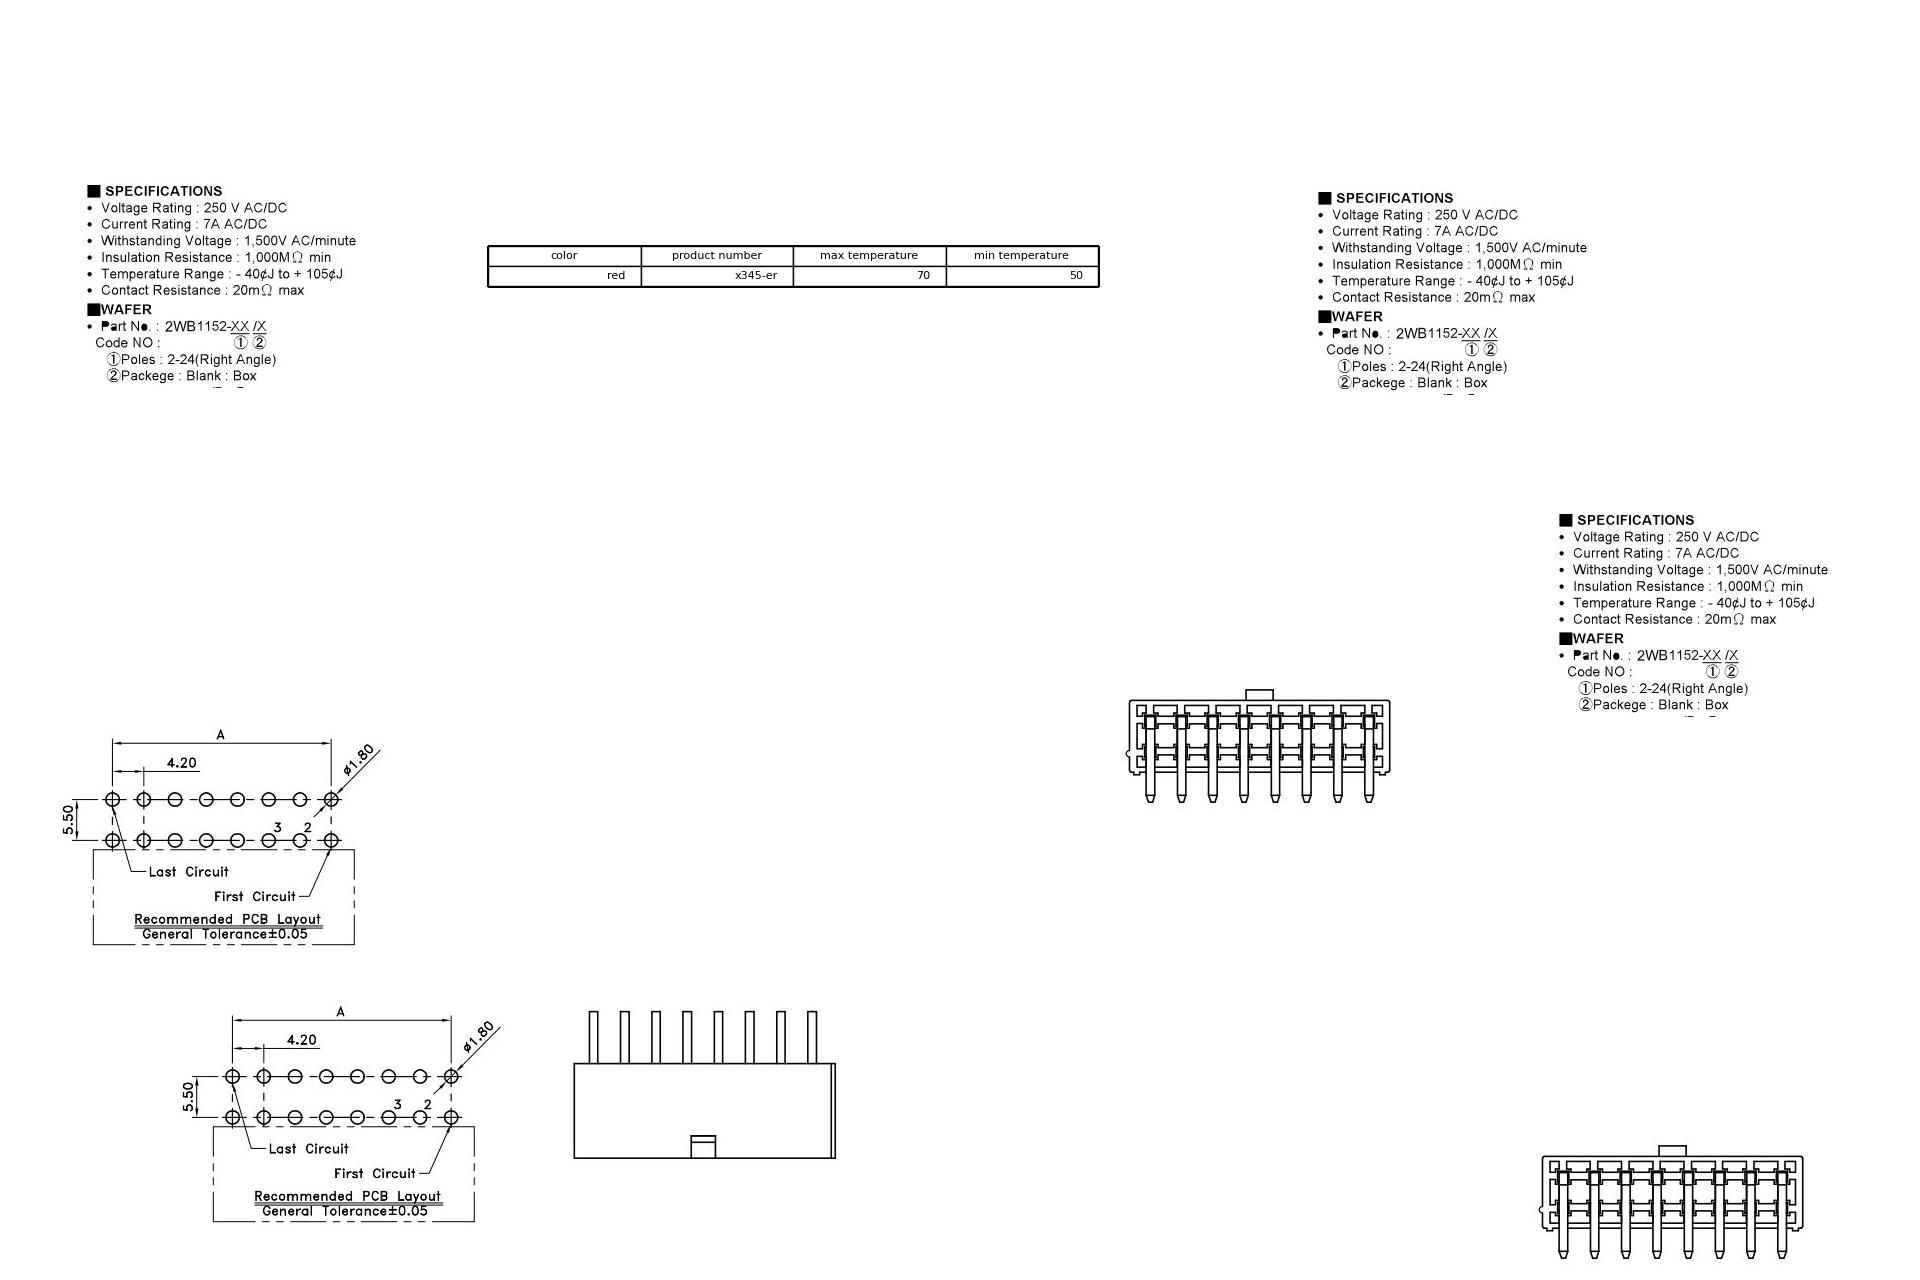 ■ SPECIFICATIONS
• Voltage Rating : 250 V AC/DC
• Current Rating : 7A AC/DC
• Withstanding Voltage : 1,500V AC/minute
• Insulation Resistance : 1,000MΩ min
• Temperature Range : - 40¢J to + 105¢J
• Contact Resistance : 20mΩ max
■WAFER
• Part No. : 2WB1152-XX /X
Code NO : ① ②
①Poles : 2-24(Right Angle)
②Packege : Blank : Box
color product number max temperature min temperature
red x345-er 70 50
■ SPECIFICATIONS
• Voltage Rating : 250 V AC/DC
• Current Rating : 7A AC/DC
• Withstanding Voltage : 1,500V AC/minute
• Insulation Resistance : 1,000MΩ min
• Temperature Range : - 40¢J to + 105¢J
• Contact Resistance : 20mΩ max
■WAFER
• Part No. : 2WB1152-XX /X
Code NO : ① ②
①Poles : 2-24(Right Angle)
②Packege : Blank : Box
■ SPECIFICATIONS
• Voltage Rating : 250 V AC/DC
• Current Rating : 7A AC/DC
• Withstanding Voltage : 1,500V AC/minute
• Insulation Resistance : 1,000MΩ min
• Temperature Range : - 40¢J to + 105¢J
• Contact Resistance : 20mΩ max
■WAFER
• Part No. : 2WB1152-XX /X
Code NO : ① ②
①Poles : 2-24(Right Angle)
②Packege : Blank : Box
A
4.20
ø1.80
5.50
3 2
Last Circuit
First Circuit
Recommended PCB Layout
General Tolerance±0.05
A
4.20
ø1.80
5.50
3 2
Last Circuit
First Circuit
Recommended PCB Layout
General Tolerance±0.05